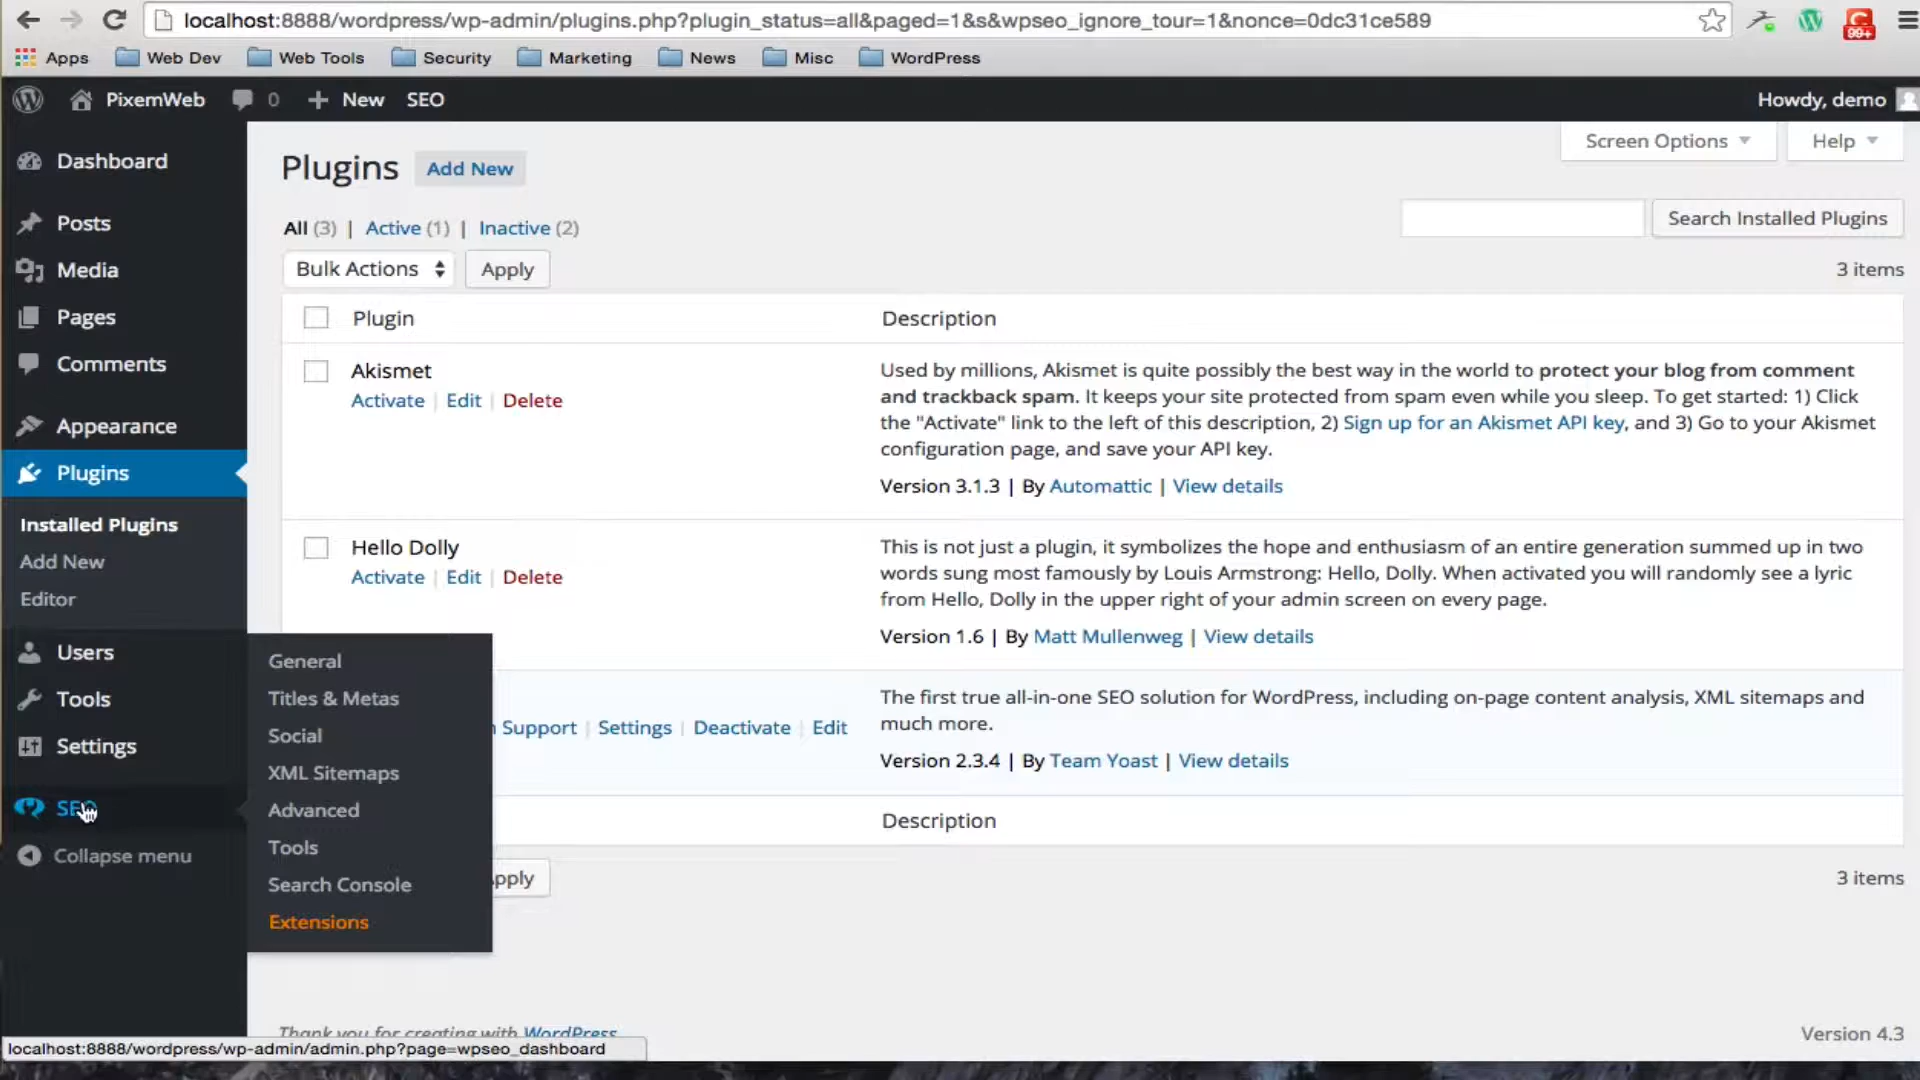 localhost:8888/wordpress/wp-admin/plugins.php?plugin_status=all&paged=1&s&wpseo_ignore_tour=1&nonce=0dc31ce589
99+
Apps Web Dev Web Tools Security Marketing News Misc WordPress
PixemWeb 0 New SEO Howdy, demo
Screen Options Help
Dashboard
Posts
Media
Pages
Comments
Appearance
Plugins
Installed Plugins
Add New
Editor
Users
Tools
Settings
SEO
Collapse menu
General
Titles & Metas
Social
XML Sitemaps
Advanced
Tools
Search Console
Extensions
Plugins Add New
All (3) | Active (1) | Inactive (2)
Search Installed Plugins
Bulk Actions Apply 3 items
Plugin Description
Akismet
Activate | Edit | Delete
Used by millions, Akismet is quite possibly the best way in the world to protect your blog from comment
and trackback spam. It keeps your site protected from spam even while you sleep. To get started: 1) Click
the "Activate" link to the left of this description, 2) Sign up for an Akismet API key, and 3) Go to your Akismet
configuration page, and save your API key.
Version 3.1.3 | By Automattic | View details
Hello Dolly
Activate | Edit | Delete
This is not just a plugin, it symbolizes the hope and enthusiasm of an entire generation summed up in two
words sung most famously by Louis Armstrong: Hello, Dolly. When activated you will randomly see a lyric
from Hello, Dolly in the upper right of your admin screen on every page.
Version 1.6 | By Matt Mullenweg | View details
Support | Settings | Deactivate | Edit
The first true all-in-one SEO solution for WordPress, including on-page content analysis, XML sitemaps and
much more.
Version 2.3.4 | By Team Yoast | View details
Description
pply 3 items
Thank you for creating with WordPress
Version 4.3
localhost:8888/wordpress/wp-admin/admin.php?page=wpseo_dashboard